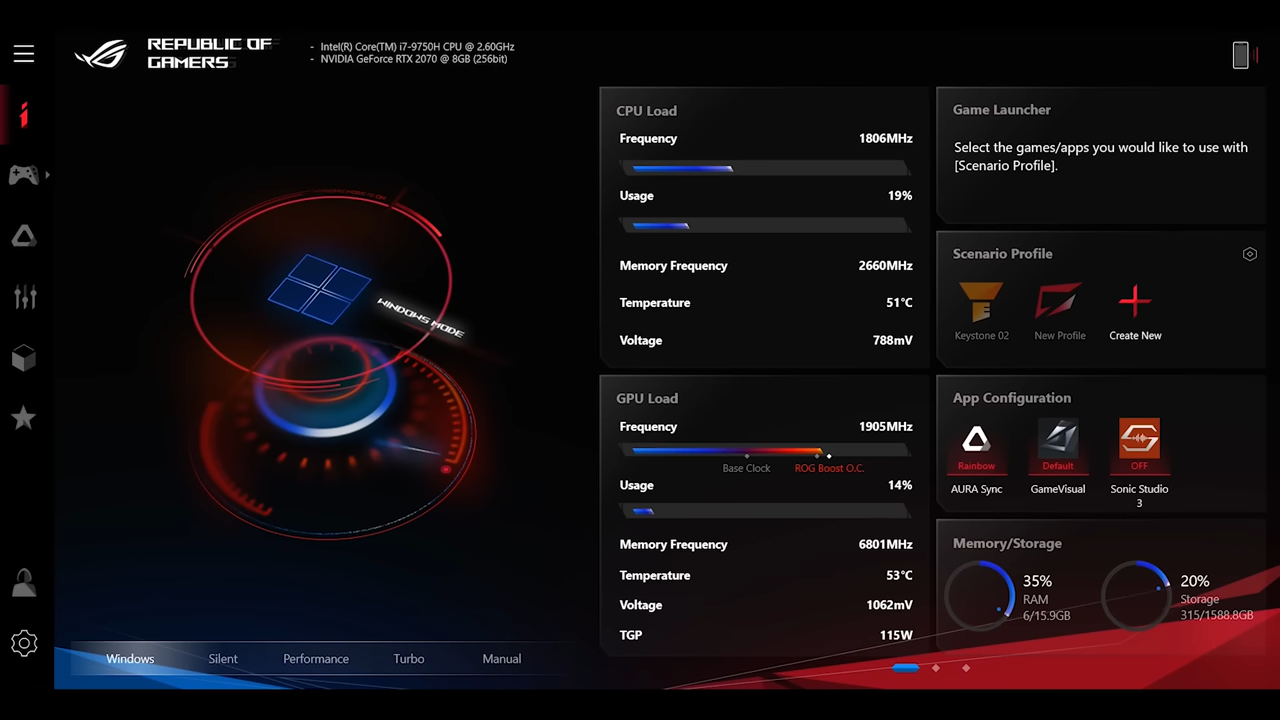 REPUBLIC OF
GAMERS
- Intel(R) Core(TM) i7-9750H CPU @ 2.60GHz
- NVIDIA GeForce RTX 2070 @ 8GB (256bit)
WINDOWS MODE
Windows Silent Performance Turbo Manual
CPU Load
Frequency 1806MHz
Usage 19%
Memory Frequency 2660MHz
Temperature 51°C
Voltage 788mV
GPU Load
Frequency 1905MHz
Base Clock ROG Boost O.C.
Usage 14%
Memory Frequency 6801MHz
Temperature 53°C
Voltage 1062mV
TGP 115W
Game Launcher
Select the games/apps you would like to use with
[Scenario Profile].
Scenario Profile
Keystone 02 New Profile Create New
App Configuration
Rainbow Default OFF
AURA Sync GameVisual Sonic Studio
3
Memory/Storage
35% 20%
RAM Storage
6/15.9GB 315/1588.8GB